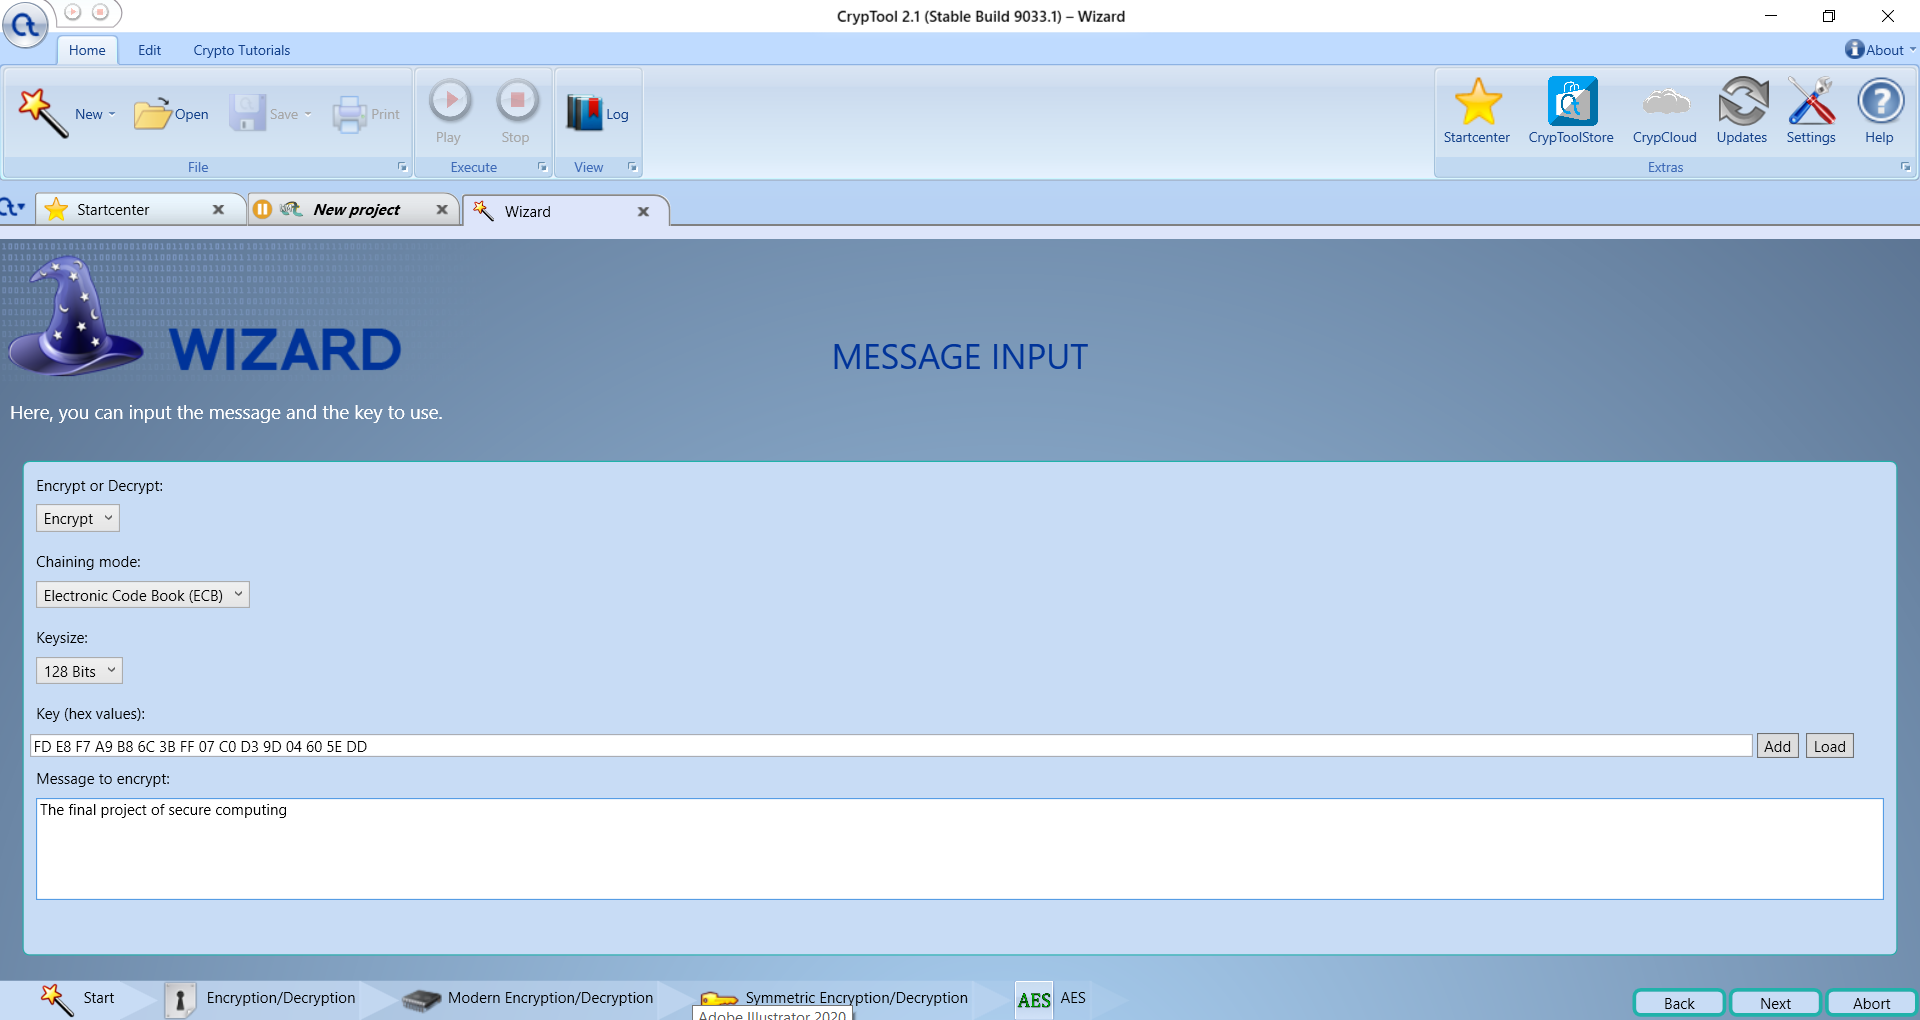 CrypTool 2.1 (Stable Build 9033.1) – Wizard
Home Edit Crypto Tutorials About
New Open Save Print Play Stop Log Startcenter CrypToolStore CrypCloud Updates Settings Help
File Execute View Extras
Startcenter New project Wizard
WIZARD
MESSAGE INPUT
Here, you can input the message and the key to use.
Encrypt or Decrypt:
Encrypt
Chaining mode:
Electronic Code Book (ECB)
Keysize:
128 Bits
Key (hex values):
FD E8 F7 A9 B8 6C 3B FF 07 C0 D3 9D 04 60 5E DD Add Load
Message to encrypt:
The final project of secure computing
Start Encryption/Decryption Modern Encryption/Decryption Symmetric Encryption/Decryption AES AES Back Next Abort
Adobe Illustrator 2020